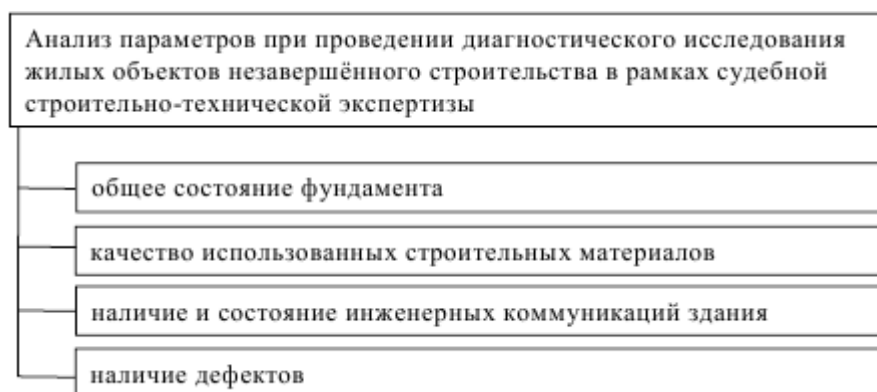 Анализ параметров при проведении диагностического исследования
жилых объектов незавершённого строительства в рамках судебной
строительно-технической экспертизы
общее состояние фундамента
качество использованных строительных материалов
наличие и состояние инженерных коммуникаций здания
наличие дефектов